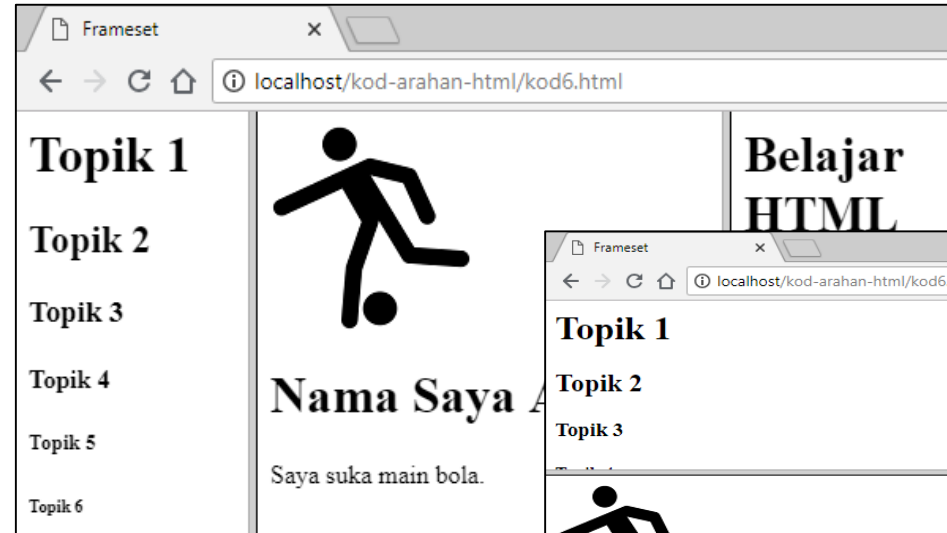 Frameset
localhost/kod-arahan-html/kod6.html
Topik 1
Topik 2
Topik 3
Topik 4
Topik 5
Topik 6
Nama Saya
Saya suka main bola.
Belajar
HTML
Frameset
localhost/kod-arahan-html/kod6
Topik 1
Topik 2
Topik 3